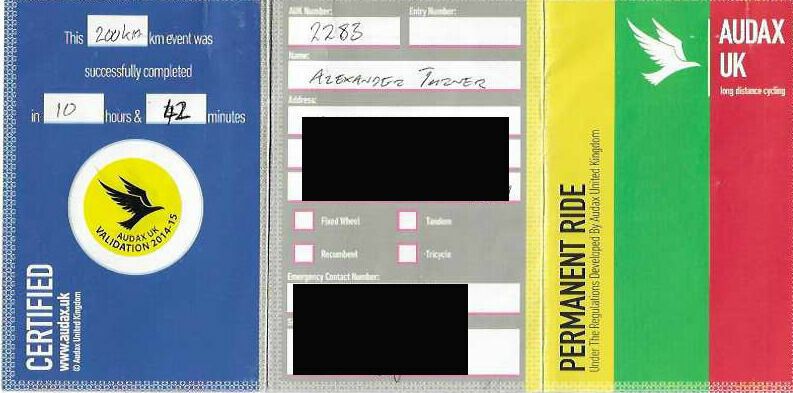 This 200km km event was
successfully completed
in 10 hours & 42 minutes
AUDAX UK
VALIDATION 2014-15
CERTIFIED
www.audax.uk
© Audax United Kingdom
AUK Number:
Entry Number:
2283
Name:
ALEXANDER TURNER
Address:
Fixed Wheel
Tandem
Recumbent
Tricycle
Emergency Contact Number:
PERMANENT RIDE
Under The Regulations Developed By Audax United Kingdom
AUDAX
UK
long distance cycling